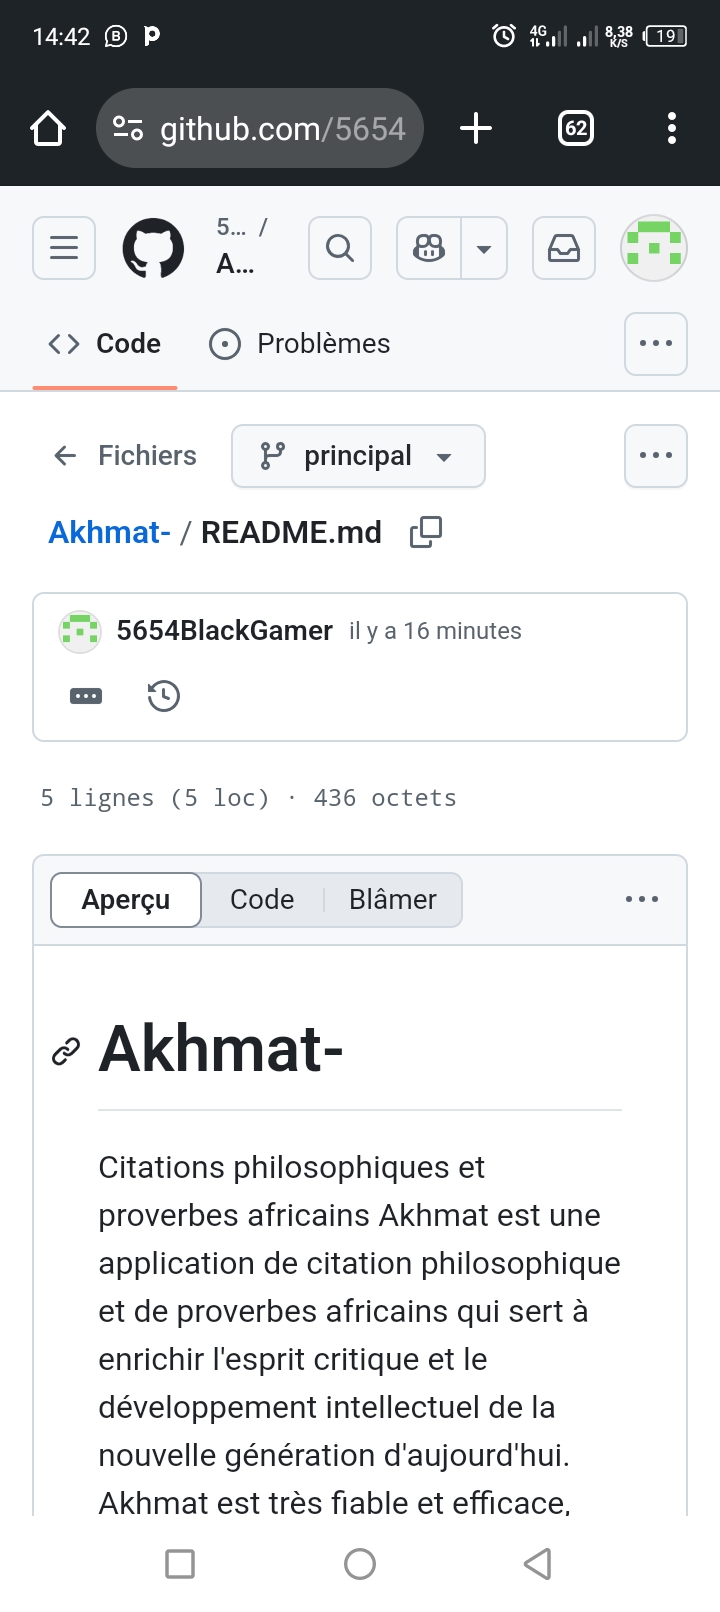 14:42 4G 8,38 K/S 19
github.com/5654 62
5... /
A...
Code Problèmes
Fichiers principal
Akhmat- / README.md
5654BlackGamer il y a 16 minutes
5 lignes (5 loc) · 436 octets
Aperçu Code Blâmer
Akhmat-
Citations philosophiques et
proverbes africains Akhmat est une
application de citation philosophique
et de proverbes africains qui sert à
enrichir l'esprit critique et le
développement intellectuel de la
nouvelle génération d'aujourd'hui.
Akhmat est très fiable et efficace,